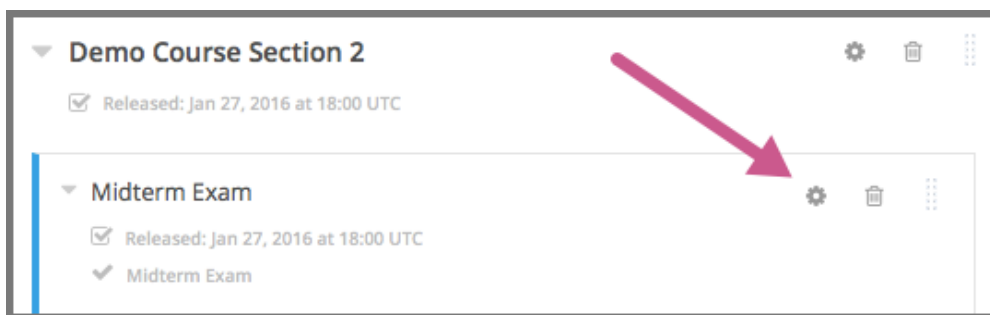 Demo Course Section 2
Released: Jan 27, 2016 at 18:00 UTC
Midterm Exam
Released: Jan 27, 2016 at 18:00 UTC
Midterm Exam